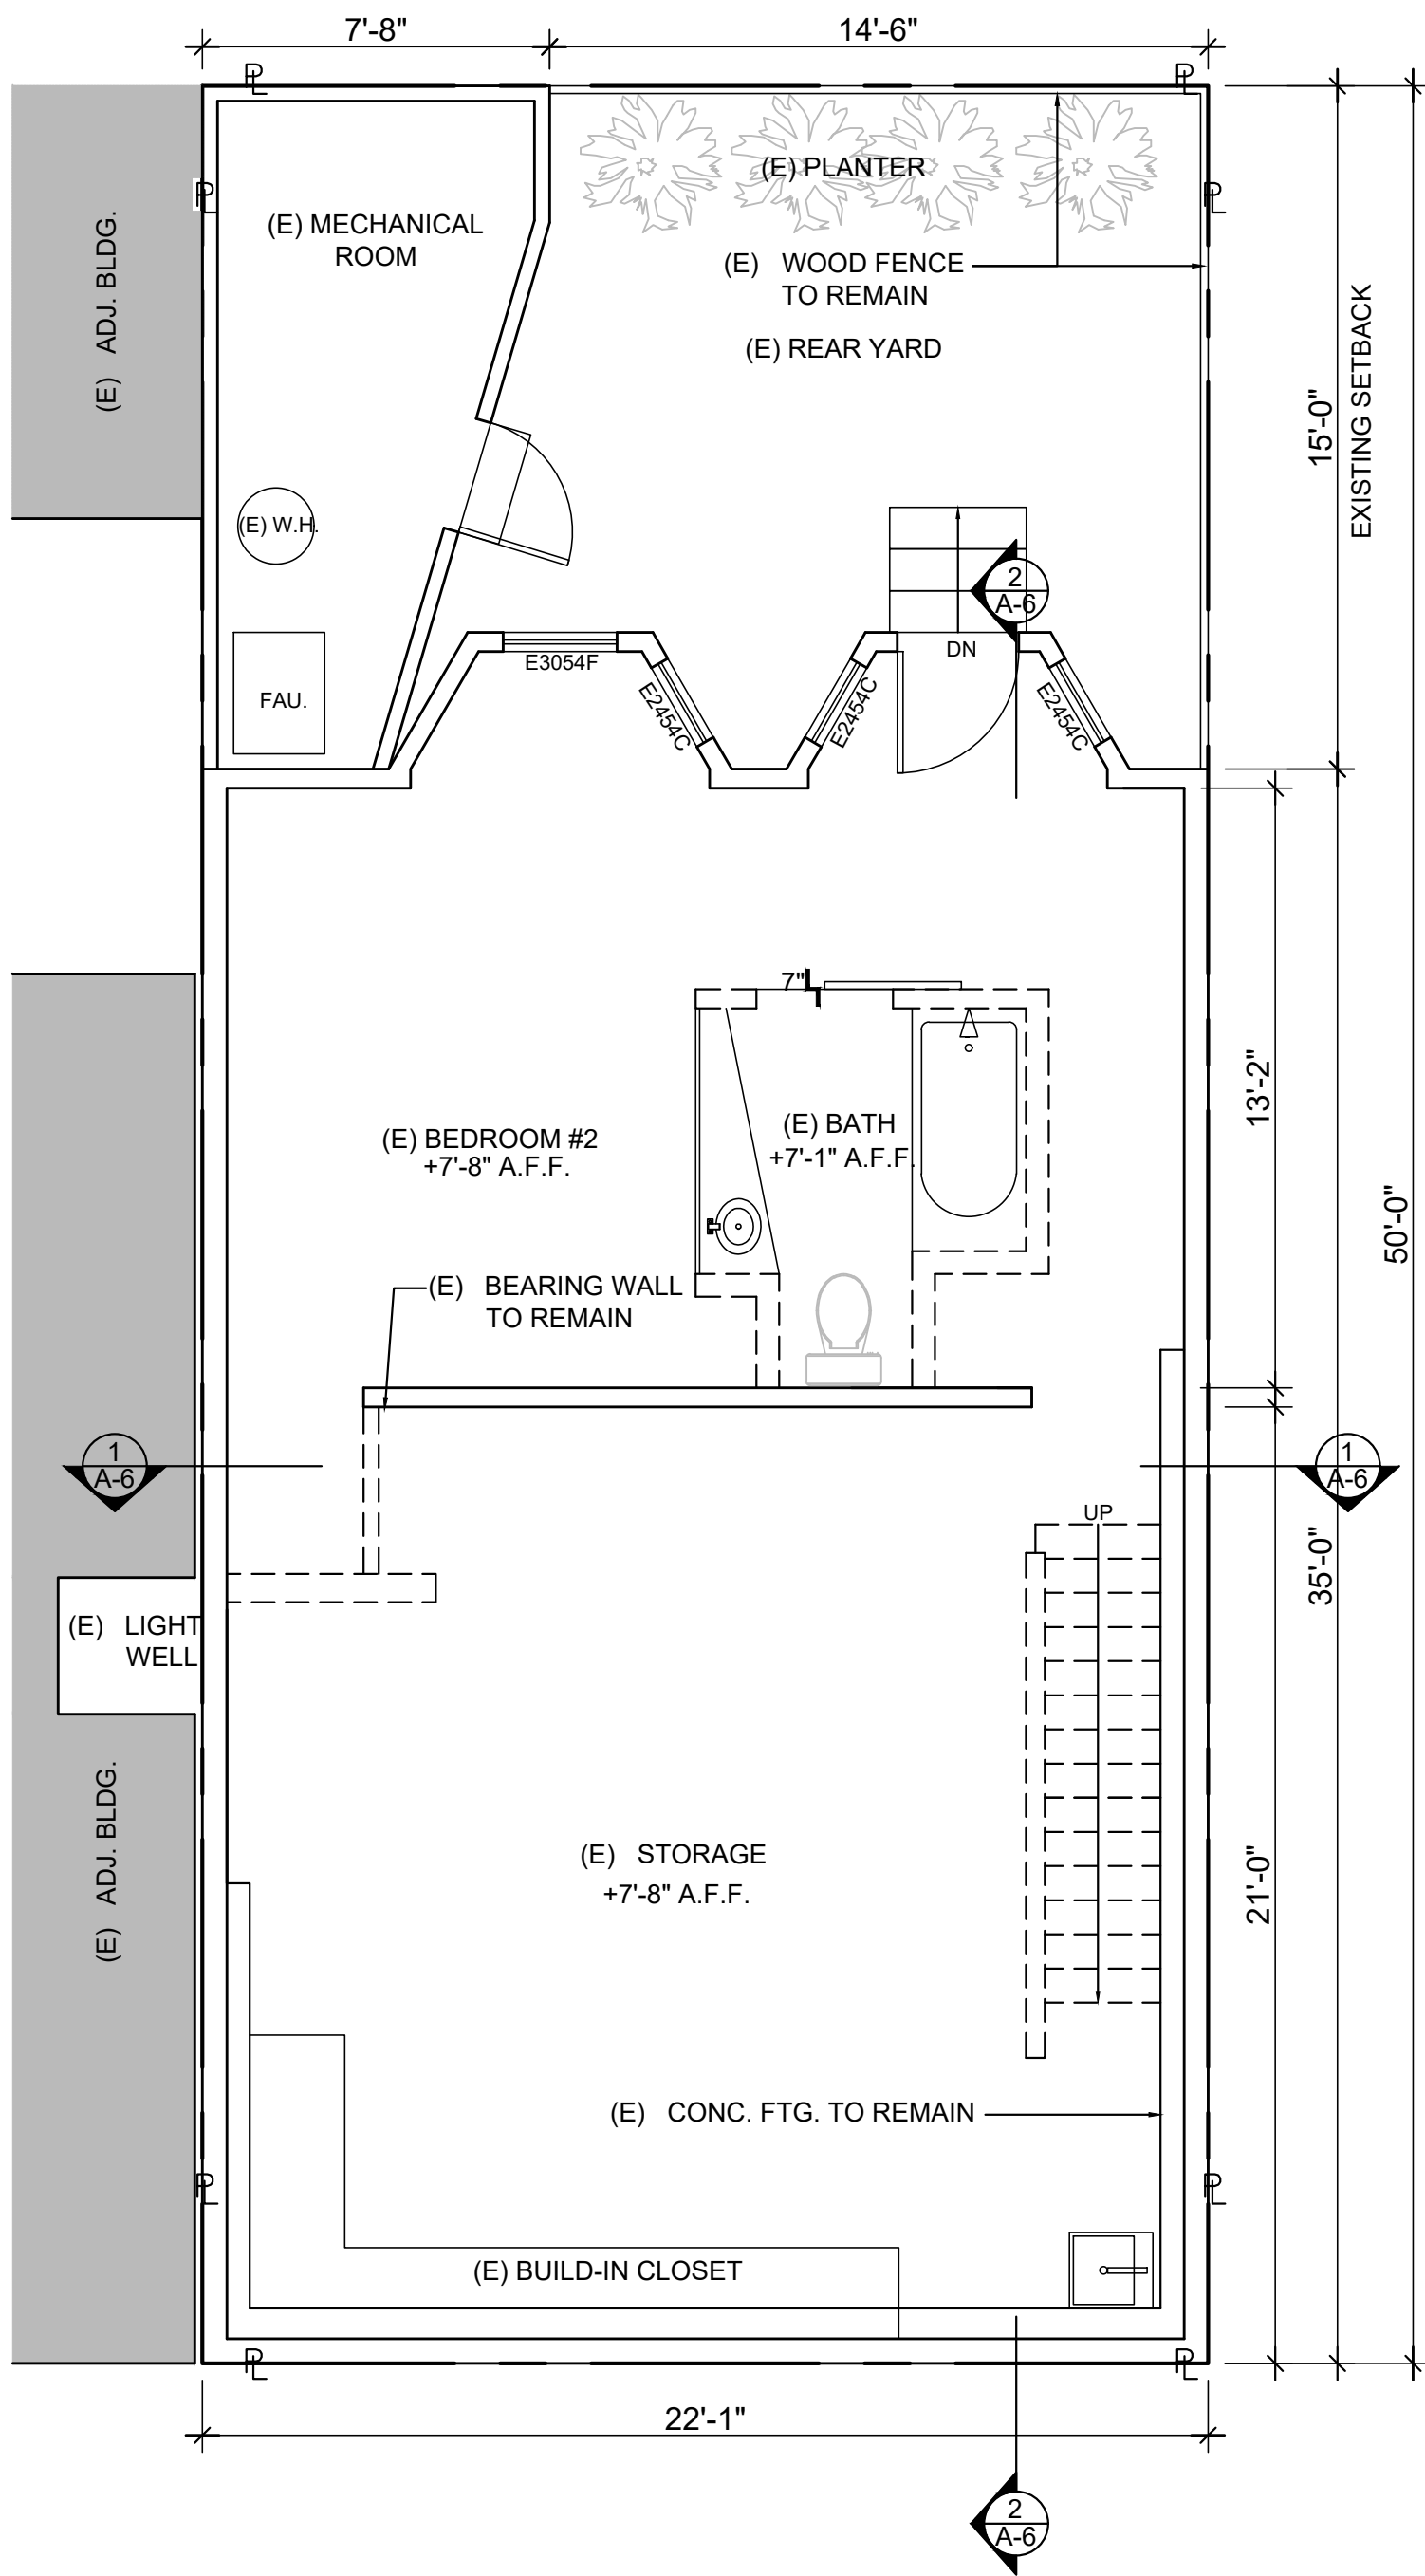 7'-8"
14'-6"
PL
PL
PL
PL
(E) PLANTER
(E) MECHANICAL
ROOM
(E) ADJ. BLDG.
(E) WOOD FENCE
TO REMAIN
(E) REAR YARD
15'-0"
EXISTING SETBACK
(E) W.H.
2
A-6
DN
E3054F
E2454C
E2454C
E2454C
FAU.
7"
13'-2"
(E) BEDROOM #2
+7'-8" A.F.F.
(E) BATH
+7'-1" A.F.F.
50'-0"
(E) BEARING WALL
TO REMAIN
1
A-6
1
A-6
UP
35'-0"
(E) LIGHT
WELL
(E) ADJ. BLDG.
(E) STORAGE
+7'-8" A.F.F.
21'-0"
(E) CONC. FTG. TO REMAIN
PL
PL
(E) BUILD-IN CLOSET
PL
PL
22'-1"
2
A-6